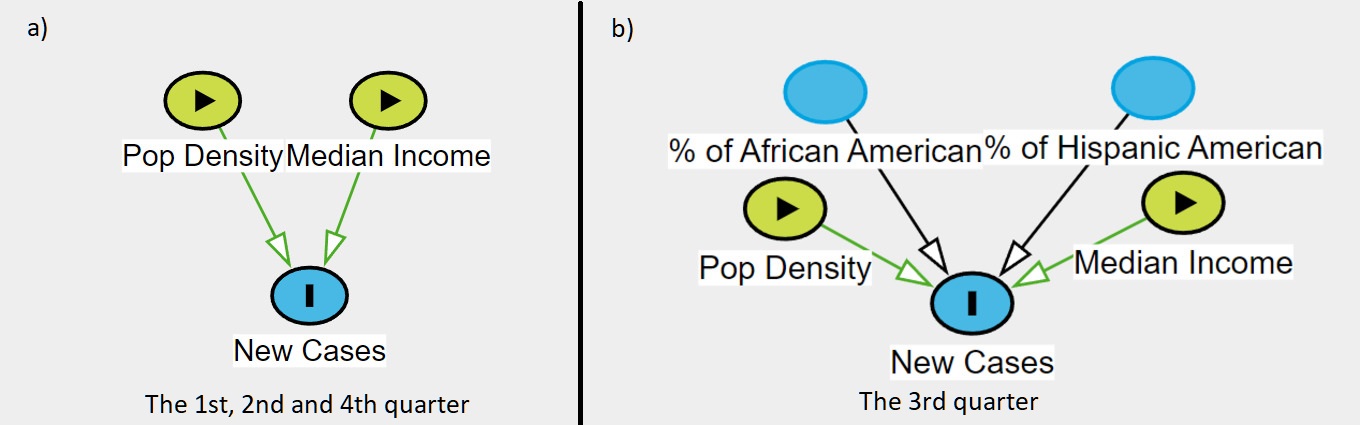 a)
Pop Density
Median Income
New Cases
The 1st, 2nd and 4th quarter
b)
% of African American
% of Hispanic American
Pop Density
Median Income
New Cases
The 3rd quarter